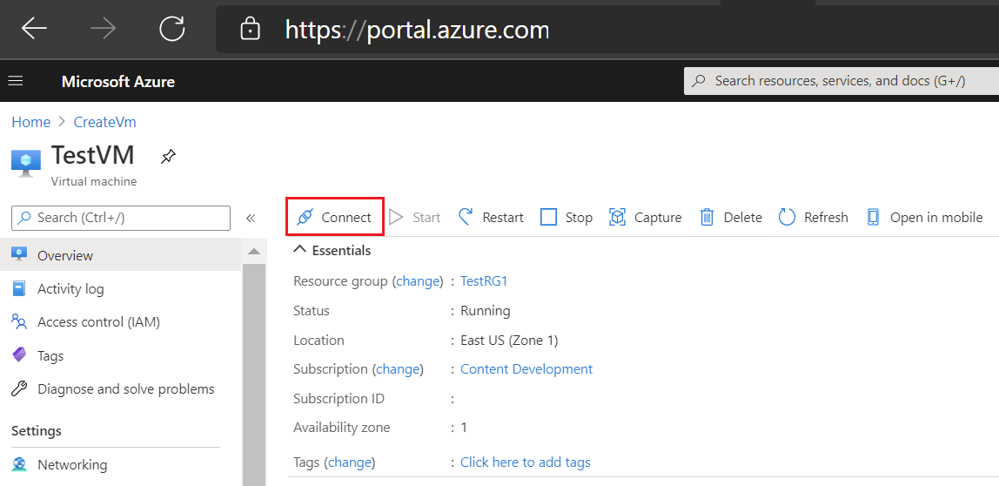 https://portal.azure.com
Microsoft Azure
Search resources, services, and docs (G+/)
Home > CreateVm
TestVM
Virtual machine
Search (Ctrl+/)
«
Overview
Activity log
Access control (IAM)
Tags
Diagnose and solve problems
Settings
Networking
Connect Start Restart Stop Capture Delete Refresh Open in mobile
Essentials
Resource group (change) : TestRG1
Status : Running
Location : East US (Zone 1)
Subscription (change) : Content Development
Subscription ID :
Availability zone : 1
Tags (change) : Click here to add tags